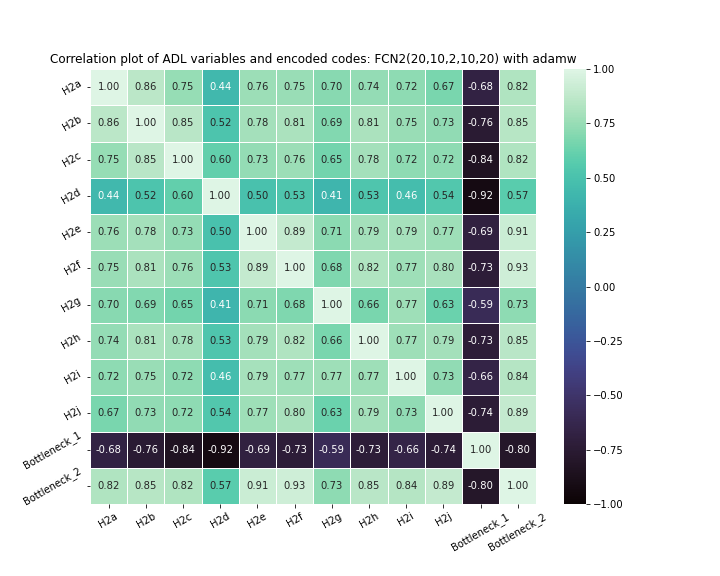 Correlation plot of ADL variables and encoded codes: FCN2(20,10,2,10,20) with adamw
H2a 1.00 0.86 0.75 0.44 0.76 0.75 0.70 0.74 0.72 0.67 -0.68 0.82
H2b 0.86 1.00 0.85 0.52 0.78 0.81 0.69 0.81 0.75 0.73 -0.76 0.85
H2c 0.75 0.85 1.00 0.60 0.73 0.76 0.65 0.78 0.72 0.72 -0.84 0.82
H2d 0.44 0.52 0.60 1.00 0.50 0.53 0.41 0.53 0.46 0.54 -0.92 0.57
H2e 0.76 0.78 0.73 0.50 1.00 0.89 0.71 0.79 0.79 0.77 -0.69 0.91
H2f 0.75 0.81 0.76 0.53 0.89 1.00 0.68 0.82 0.77 0.80 -0.73 0.93
H2g 0.70 0.69 0.65 0.41 0.71 0.68 1.00 0.66 0.77 0.63 -0.59 0.73
H2h 0.74 0.81 0.78 0.53 0.79 0.82 0.66 1.00 0.77 0.79 -0.73 0.85
H2i 0.72 0.75 0.72 0.46 0.79 0.77 0.77 0.77 1.00 0.73 -0.66 0.84
H2j 0.67 0.73 0.72 0.54 0.77 0.80 0.63 0.79 0.73 1.00 -0.74 0.89
Bottleneck_1 -0.68 -0.76 -0.84 -0.92 -0.69 -0.73 -0.59 -0.73 -0.66 -0.74 1.00 -0.80
Bottleneck_2 0.82 0.85 0.82 0.57 0.91 0.93 0.73 0.85 0.84 0.89 -0.80 1.00
H2a H2b H2c H2d H2e H2f H2g H2h H2i H2j Bottleneck_1 Bottleneck_2
1.00
0.75
0.50
0.25
0.00
−0.25
−0.50
−0.75
−1.00